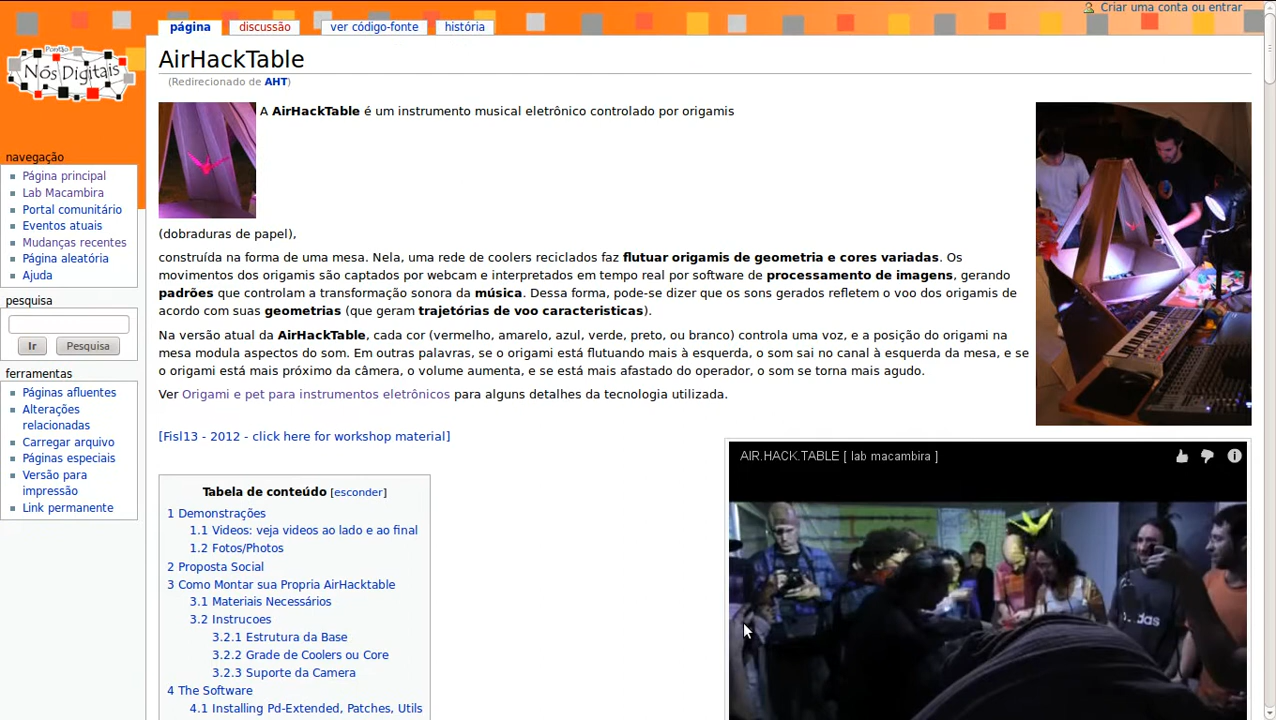 Criar uma conta ou entrar
página
discussão
ver código-fonte
história
Pontão
Nós Digitais
AirHackTable
(Redirecionado de AHT)
A AirHackTable é um instrumento musical eletrônico controlado por origamis
(dobraduras de papel),
construída na forma de uma mesa. Nela, uma rede de coolers reciclados faz flutuar origamis de geometria e cores variadas. Os
movimentos dos origamis são captados por webcam e interpretados em tempo real por software de processamento de imagens, gerando
padrões que controlam a transformação sonora da música. Dessa forma, pode-se dizer que os sons gerados refletem o voo dos origamis de
acordo com suas geometrias (que geram trajetórias de voo caracteristicas).
Na versão atual da AirHackTable, cada cor (vermelho, amarelo, azul, verde, preto, ou branco) controla uma voz, e a posição do origami na
mesa modula aspectos do som. Em outras palavras, se o origami está flutuando mais à esquerda, o som sai no canal à esquerda da mesa, e se
o origami está mais próximo da câmera, o volume aumenta, e se está mais afastado do operador, o som se torna mais agudo.
Ver Origami e pet para instrumentos eletrônicos para alguns detalhes da tecnologia utilizada.
[Fisl13 - 2012 - click here for workshop material]
navegação
Página principal
Lab Macambira
Portal comunitário
Eventos atuais
Mudanças recentes
Página aleatória
Ajuda
pesquisa
Ir
Pesquisa
ferramentas
Páginas afluentes
Alterações
relacionadas
Carregar arquivo
Páginas especiais
Versão para
impressão
Link permanente
Tabela de conteúdo [esconder]
1 Demonstrações
1.1 Videos: veja videos ao lado e ao final
1.2 Fotos/Photos
2 Proposta Social
3 Como Montar sua Propria AirHacktable
3.1 Materiais Necessários
3.2 Instrucoes
3.2.1 Estrutura da Base
3.2.2 Grade de Coolers ou Core
3.2.3 Suporte da Camera
4 The Software
4.1 Installing Pd-Extended, Patches, Utils
AIR.HACK.TABLE [ lab macambira ]